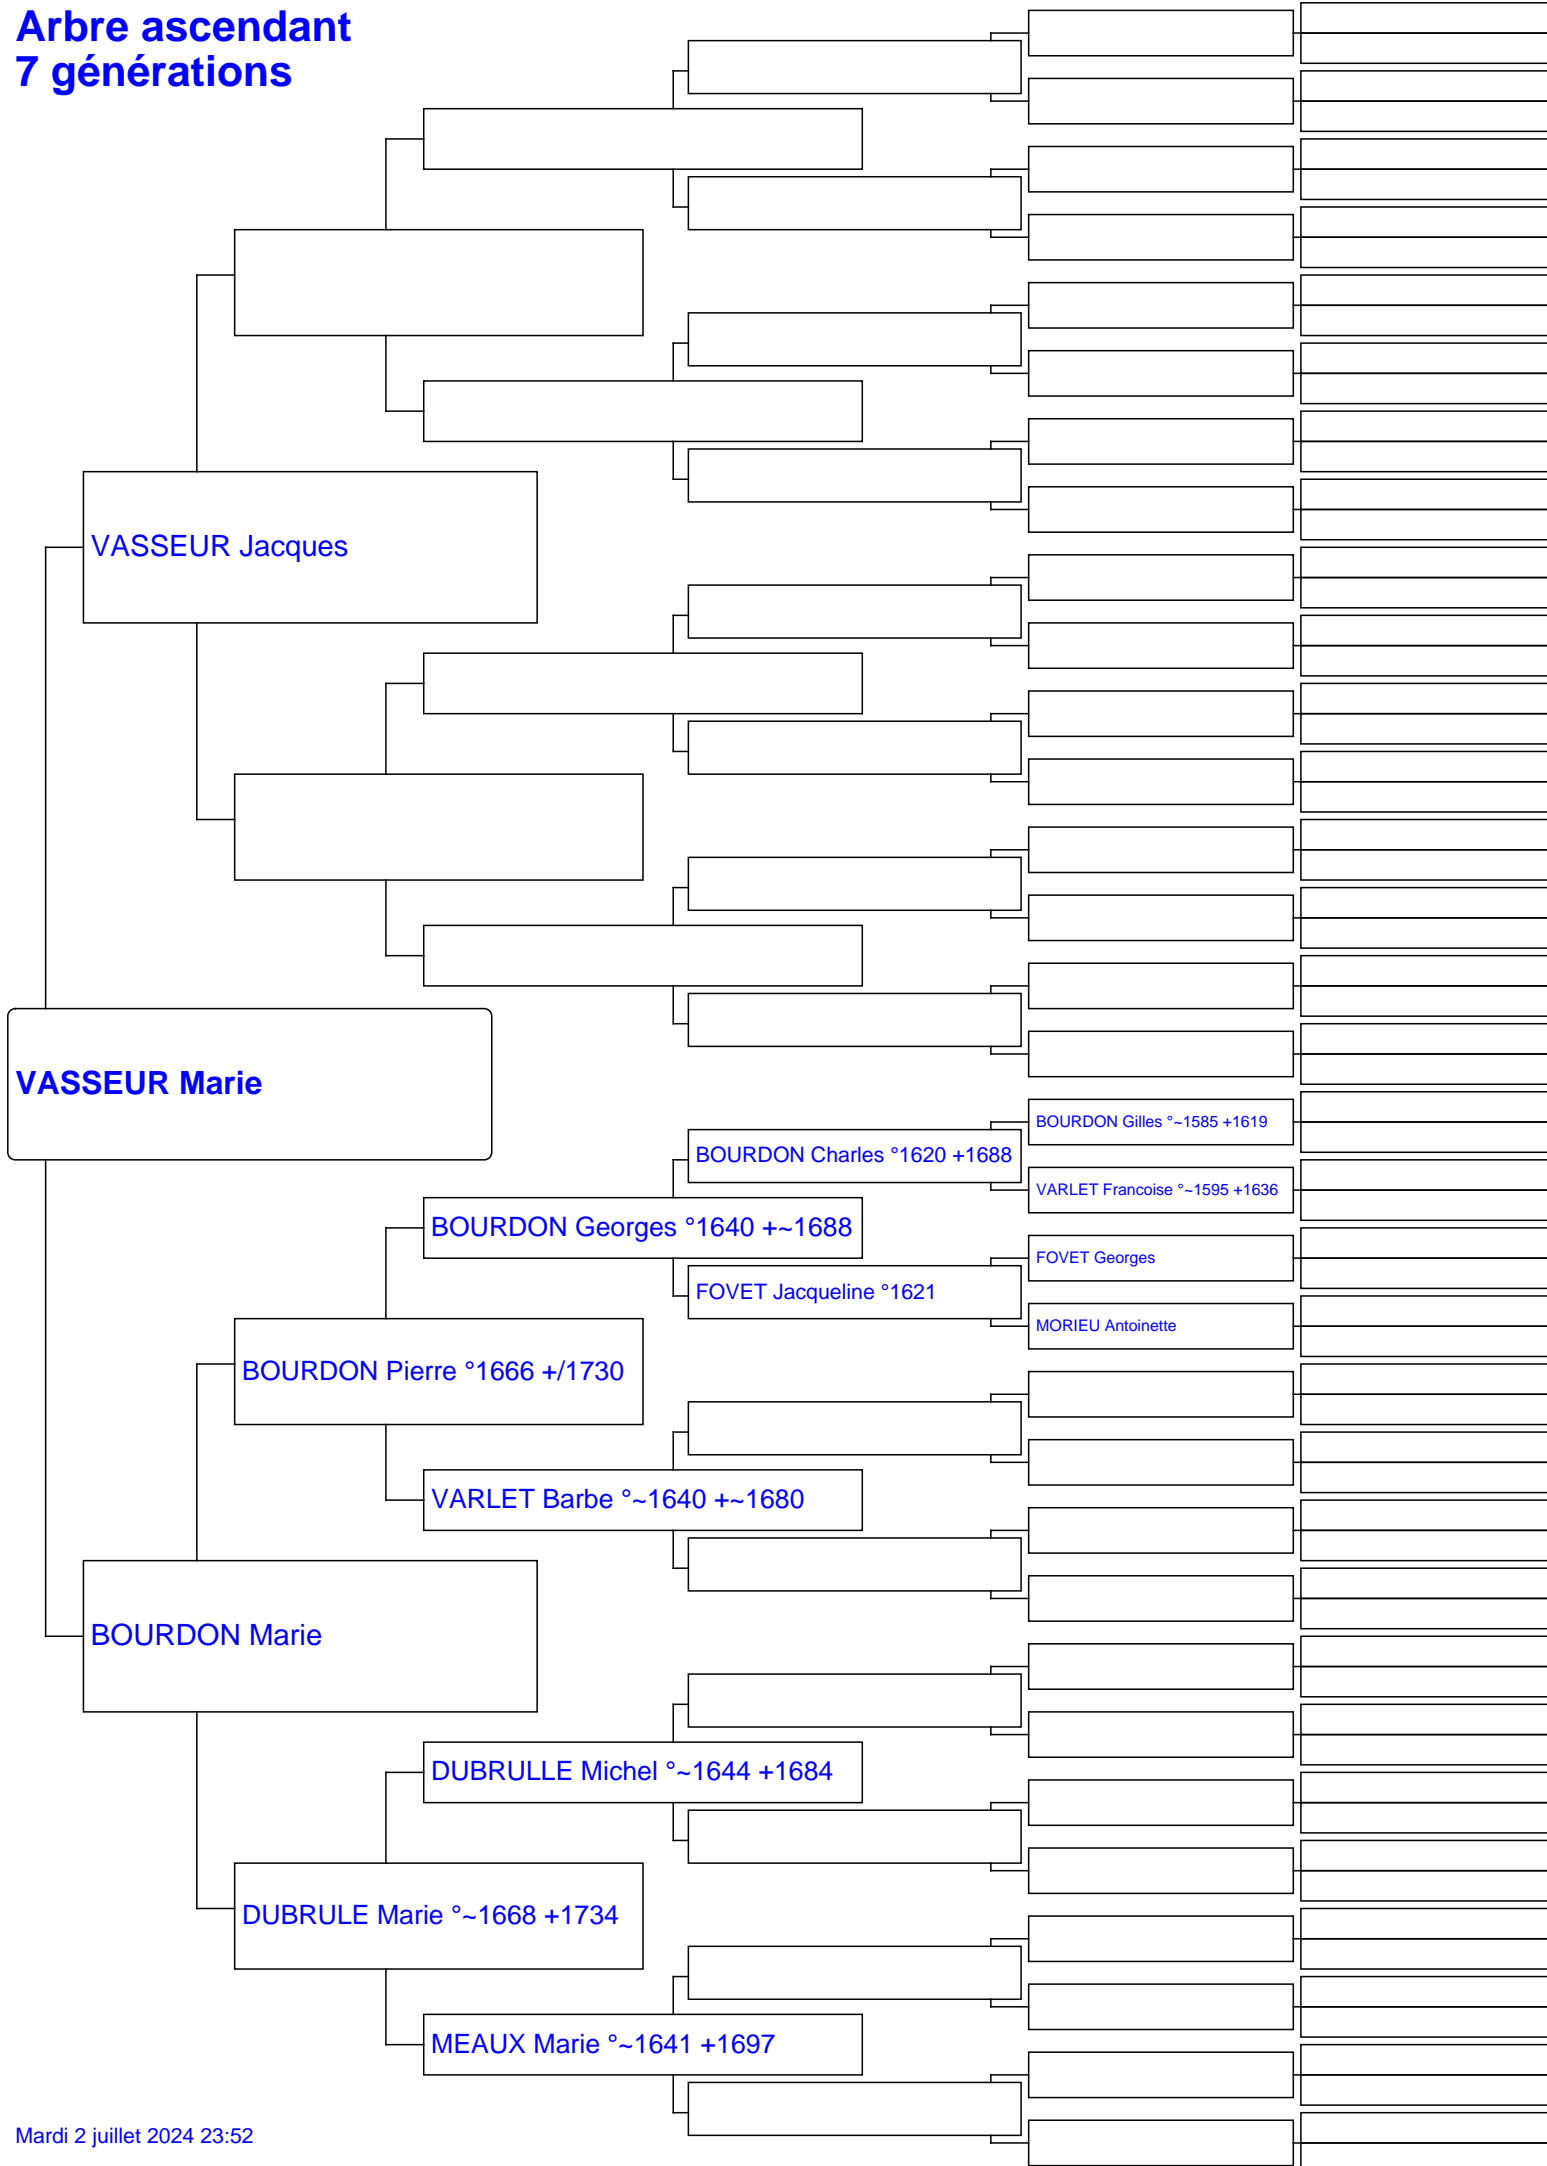 Arbre ascendant
7 générations
VASSEUR Jacques
VASSEUR Marie
BOURDON Gilles °~1585 +1619
BOURDON Charles °1620 +1688
VARLET Francoise °~1595 +1636
BOURDON Georges °1640 +~1688
FOVET Georges
FOVET Jacqueline °1621
MORIEU Antoinette
BOURDON Pierre °1666 +/1730
VARLET Barbe °~1640 +~1680
BOURDON Marie
DUBRULLE Michel °~1644 +1684
DUBRULE Marie °~1668 +1734
MEAUX Marie °~1641 +1697
Mardi 2 juillet 2024 23:52